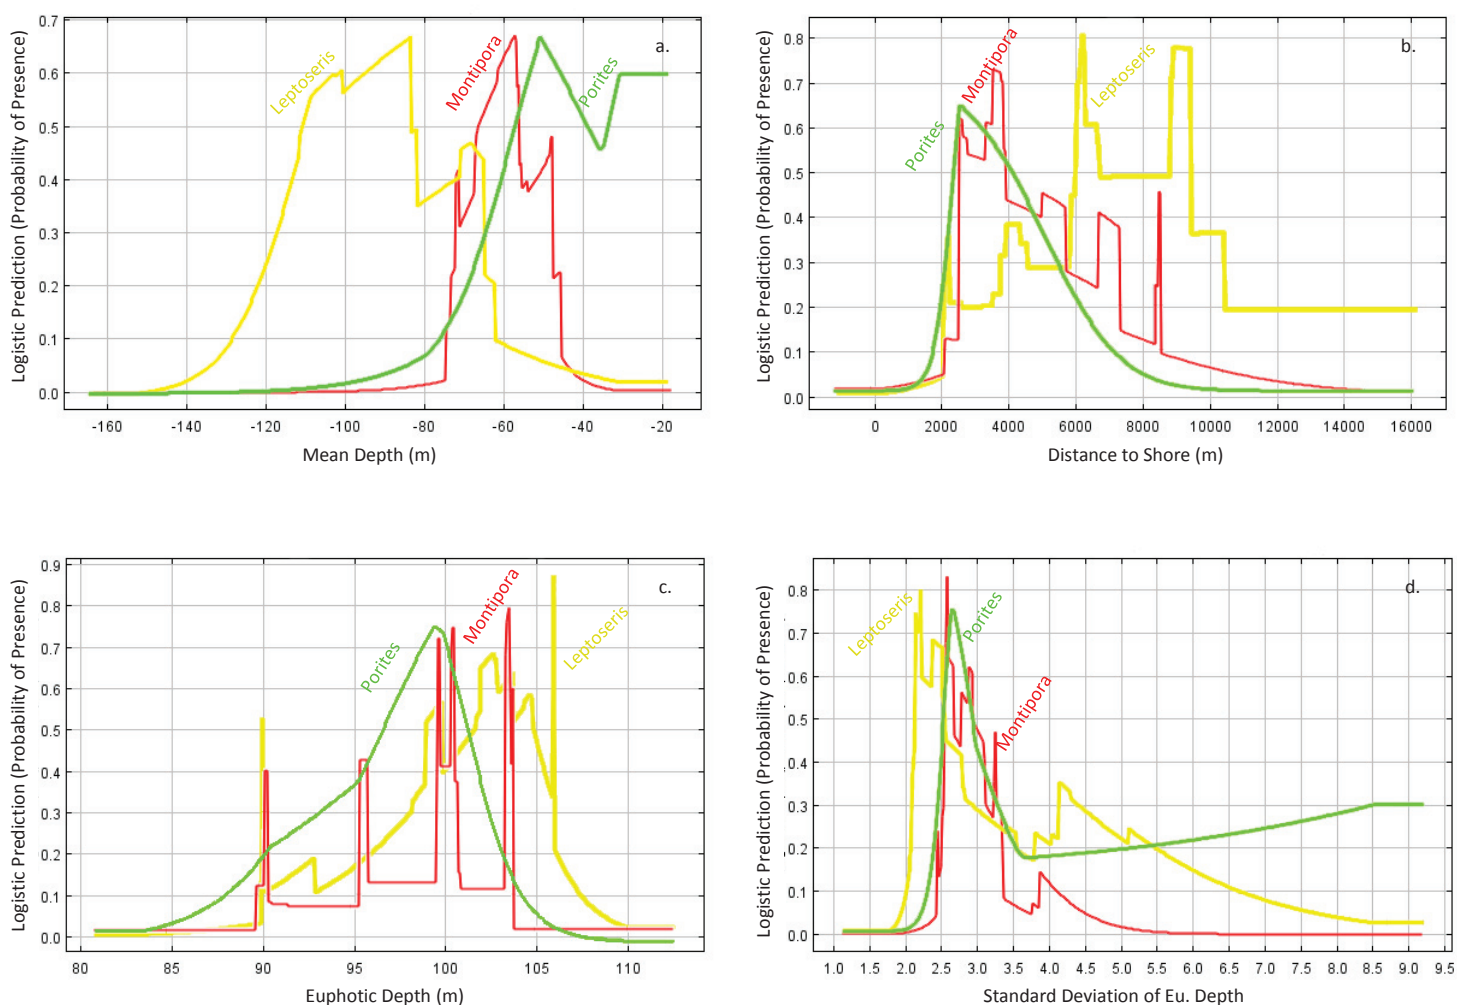 Logistic Prediction (Probability of Presence)
0.7
0.6
0.5
0.4
0.3
0.2
0.1
0.0
Leptoseris
Montipora
Porites
a.
-160 -140 -120 -100 -80 -60 -40 -20
Mean Depth (m)
Logistic Prediction (Probability of Presence)
0.8
0.7
0.6
0.5
0.4
0.3
0.2
0.1
0.0
Porites
Montipora
Leptoseris
b.
0 2000 4000 6000 8000 10000 12000 14000 16000
Distance to Shore (m)
Logistic Prediction (Probability of Presence)
0.9
0.8
0.7
0.6
0.5
0.4
0.3
0.2
0.1
0.0
Porites
Montipora
Leptoseris
c.
80 85 90 95 100 105 110
Euphotic Depth (m)
Logistic Prediction (Probability of Presence)
0.8
0.7
0.6
0.5
0.4
0.3
0.2
0.1
0.0
Leptoseris
Porites
Montipora
d.
1.0 1.5 2.0 2.5 3.0 3.5 4.0 4.5 5.0 5.5 6.0 6.5 7.0 7.5 8.0 8.5 9.0 9.5
Standard Deviation of Eu. Depth